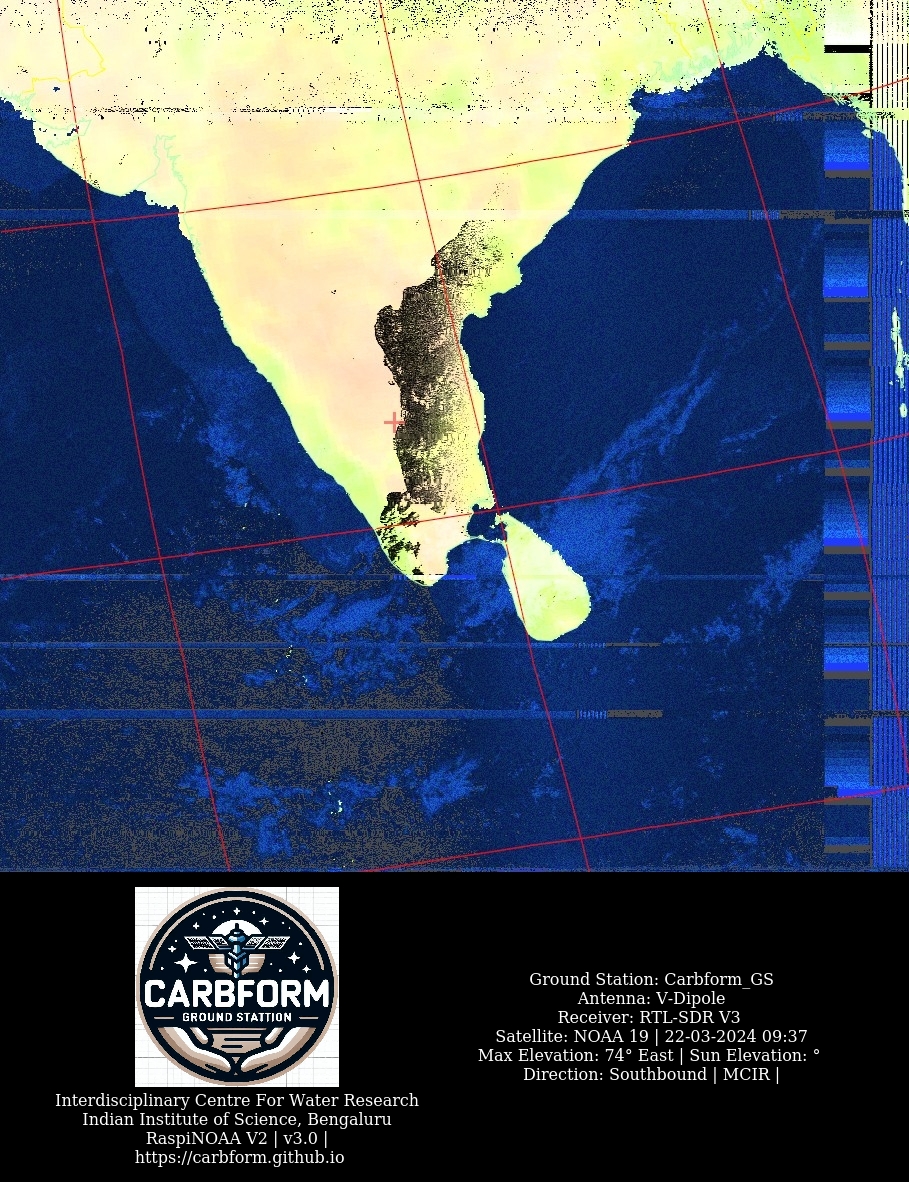 CARBFORM
GROUND STATION
Interdisciplinary Centre For Water Research
Indian Institute of Science, Bengaluru
RaspiNOAA V2 | v3.0 |
https://carbform.github.io
Ground Station: Carbform_GS
Antenna: V-Dipole
Receiver: RTL-SDR V3
Satellite: NOAA 19 | 22-03-2024 09:37
Max Elevation: 74° East | Sun Elevation: °
Direction: Southbound | MCIR |